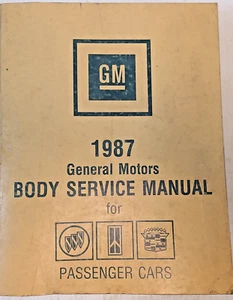 GM
1987
General Motors
BODY SERVICE MANUAL
for
PASSENGER CARS